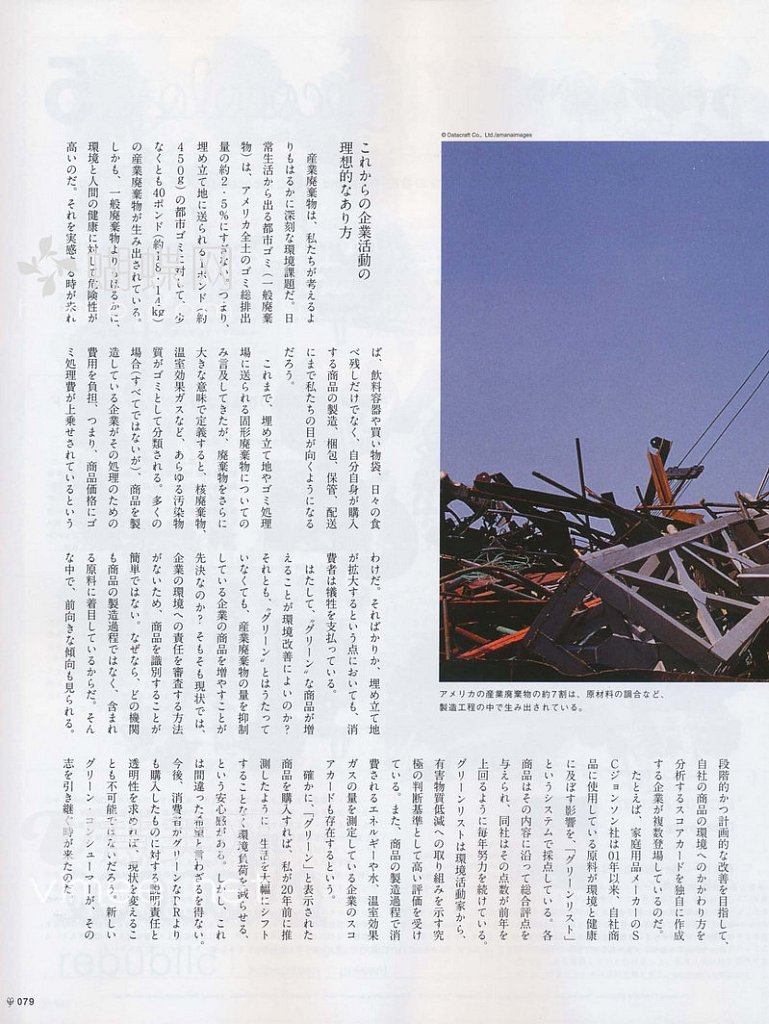 © Datacraft Co., Ltd./amanaimages
これからの企業活動の
理想的なあり方
産業廃棄物は、私たちが考えるよ
りもはるかに深刻な環境課題だ。日
常生活から出る都市ゴミ(一般廃棄
物)は、アメリカ全土のゴミ総排出
量の約2・5%にすぎない。つまり、
埋め立て地に送られる1ポンド(約
450g)の都市ゴミに対して、少
なくとも40ポンド(約18・14kg)
の産業廃棄物が生み出されている。
しかも、一般廃棄物よりもはるかに、
環境と人間の健康に対して危険性が
高いのだ。それを実感する時が来れ
ば、飲料容器や買い物袋、日々の食
べ残しだけでなく、自分自身が購入
する商品の製造、梱包、保管、配送
にまで私たちの目が向くようになる
だろう。
これまで、埋め立て地やゴミ処理
場に送られる固形廃棄物についての
み言及してきたが、廃棄物をさらに
大きな意味で定義すると、核廃棄物、
温室効果ガスなど、あらゆる汚染物
質がゴミとして分類される。多くの
場合(すべてではないが)、商品を製
造している企業がその処理のための
費用を負担、つまり、商品価格にゴ
ミ処理費が上乗せされているという
わけだ。そればかりか、埋め立て地
が拡大するという点においても、消
費者は犠牲を支払っている。
はたして、〝グリーン〟な商品が増
えることが環境改善によいのか?
それとも、〝グリーン〟とはうたって
いなくても、産業廃棄物の量を抑制
している企業の商品を増やすことが
先決なのか? そもそも現状では、
企業の環境への責任を審査する方法
がないため、商品を識別することが
簡単ではない。なぜなら、どの機関
も商品の製造過程ではなく、含まれ
る原料に着目しているからだ。そん
な中で、前向きな傾向も見られる。
アメリカの産業廃棄物の約7割は、原材料の調合など、
製造工程の中で生み出されている。
段階的かつ計画的な改善を目指して、
自社の商品の環境へのかかわり方を
分析するスコアカードを独自に作成
する企業が複数登場しているのだ。
たとえば、家庭用品メーカーのS
Cジョンソン社は01年以来、自社商
品に使用している原料が環境と健康
に及ぼす影響を、「グリーンリスト」
というシステムで採点している。各
商品はその内容に沿って総合評点を
与えられ、同社はその点数が前年を
上回るように毎年努力を続けている。
グリーンリストは環境活動家から、
有害物質低減への取り組みを示す究
極の判断基準として高い評価を受け
ている。また、商品の製造過程で消
費されるエネルギーや水、温室効果
ガスの量を測定している企業のスコ
アカードも存在するという。
確かに、「グリーン」と表示された
商品を購入すれば、私が20年前に推
測したように、生活を大幅にシフト
することなく環境負荷を減らせる、
という安心感がある。しかし、これ
は間違った希望と言わざるを得ない。
今後、消費者がグリーンなPRより
も購入したものに対する説明責任と
透明性を求めれば、現状を変えるこ
とも不可能ではないだろう。新しい
グリーン・コンシューマーが、その
志を引き継ぐ時が来たのだ。
079